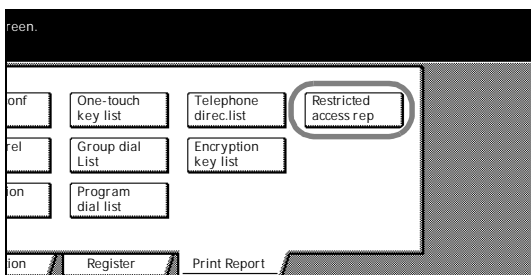 reen.
onf
One-touch
key list
Telephone
direc.list
Restricted
access rep
rel
Group dial
List
Encryption
key list
ion
Program
dial list
ion
Register
Print Report